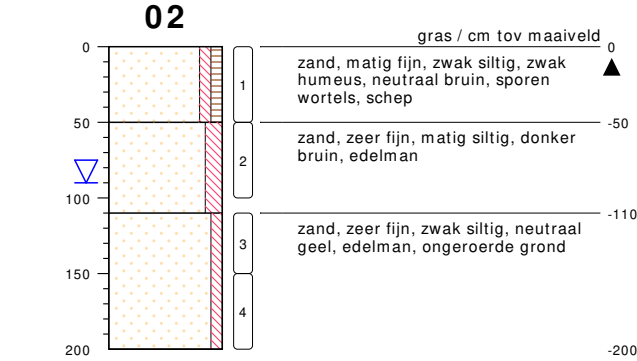 02
gras / cm tov maaiveld
0
0
zand, matig fijn, zwak siltig, zwak
humeus, neutraal bruin, sporen
wortels, schep
1
50
-50
zand, zeer fijn, matig siltig, donker
bruin, edelman
2
100
-110
zand, zeer fijn, zwak siltig, neutraal
geel, edelman, ongeroerde grond
3
150
4
200
-200